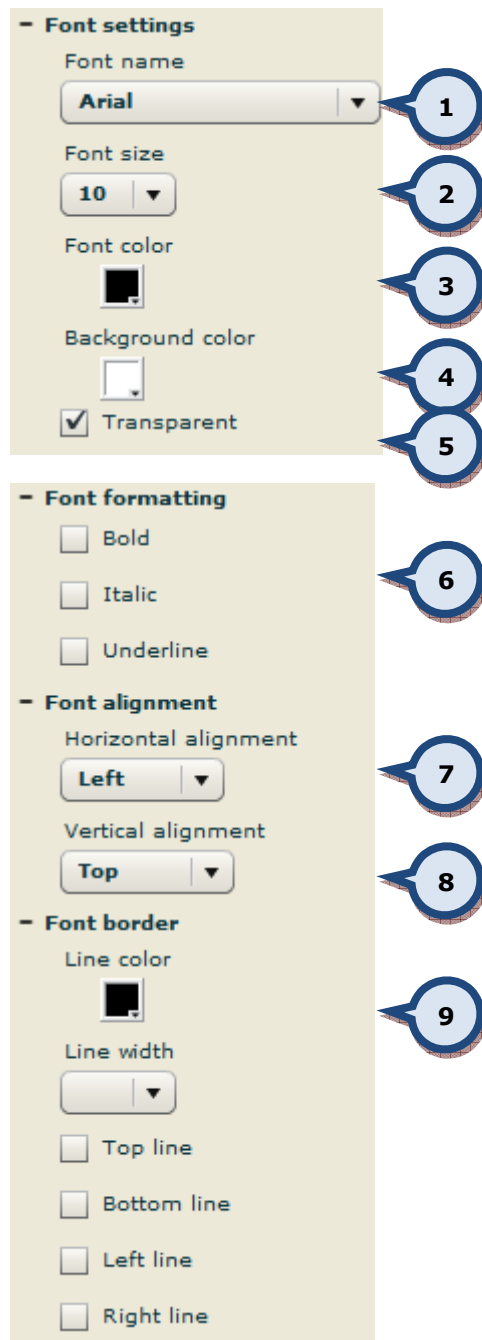 − Font settings
Font name
Arial
1
Font size
10
2
Font color
3
Background color
4
Transparent
5
− Font formatting
Bold
6
Italic
Underline
− Font alignment
Horizontal alignment
Left
7
Vertical alignment
Top
8
− Font border
Line color
9
Line width
Top line
Bottom line
Left line
Right line